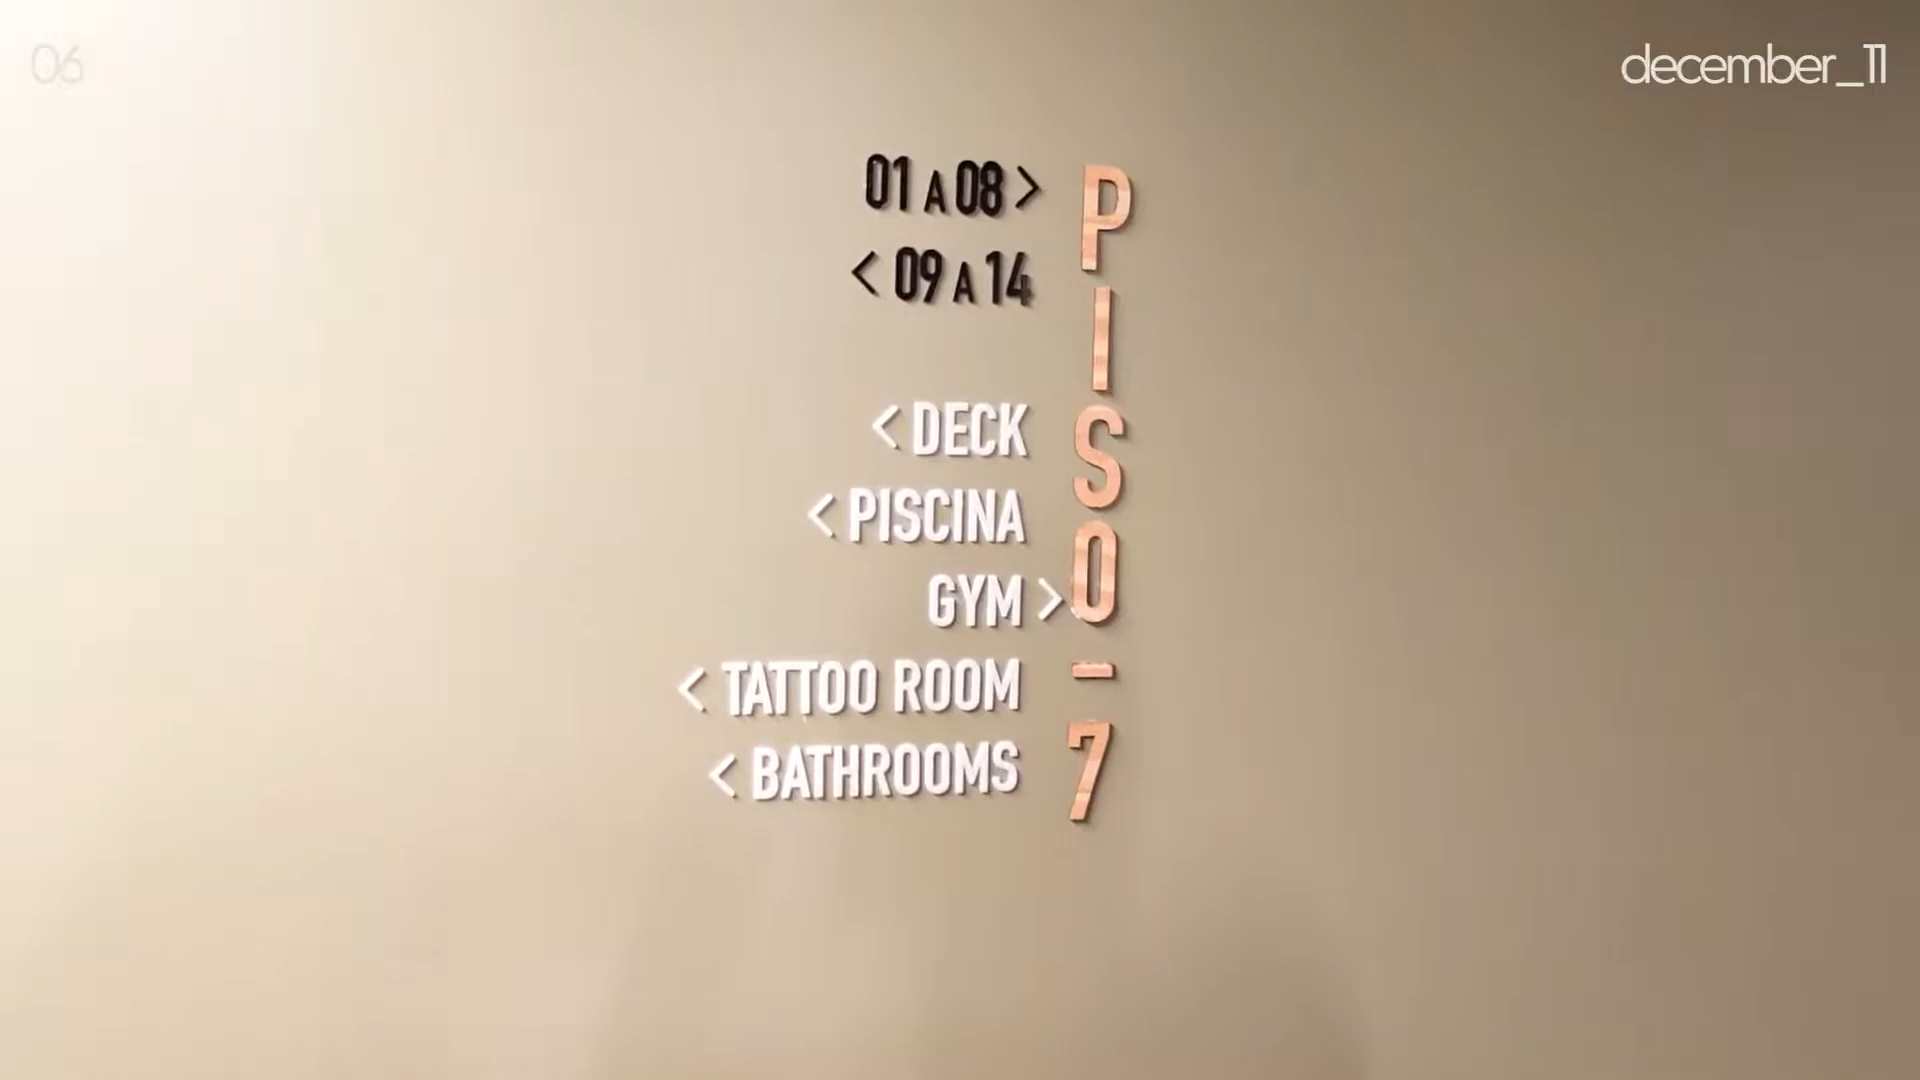 06
december_11
01 A 08 >
< 09 A 14
< DECK
< PISCINA
GYM >
< TATTOO ROOM
< BATHROOMS
PISO-7